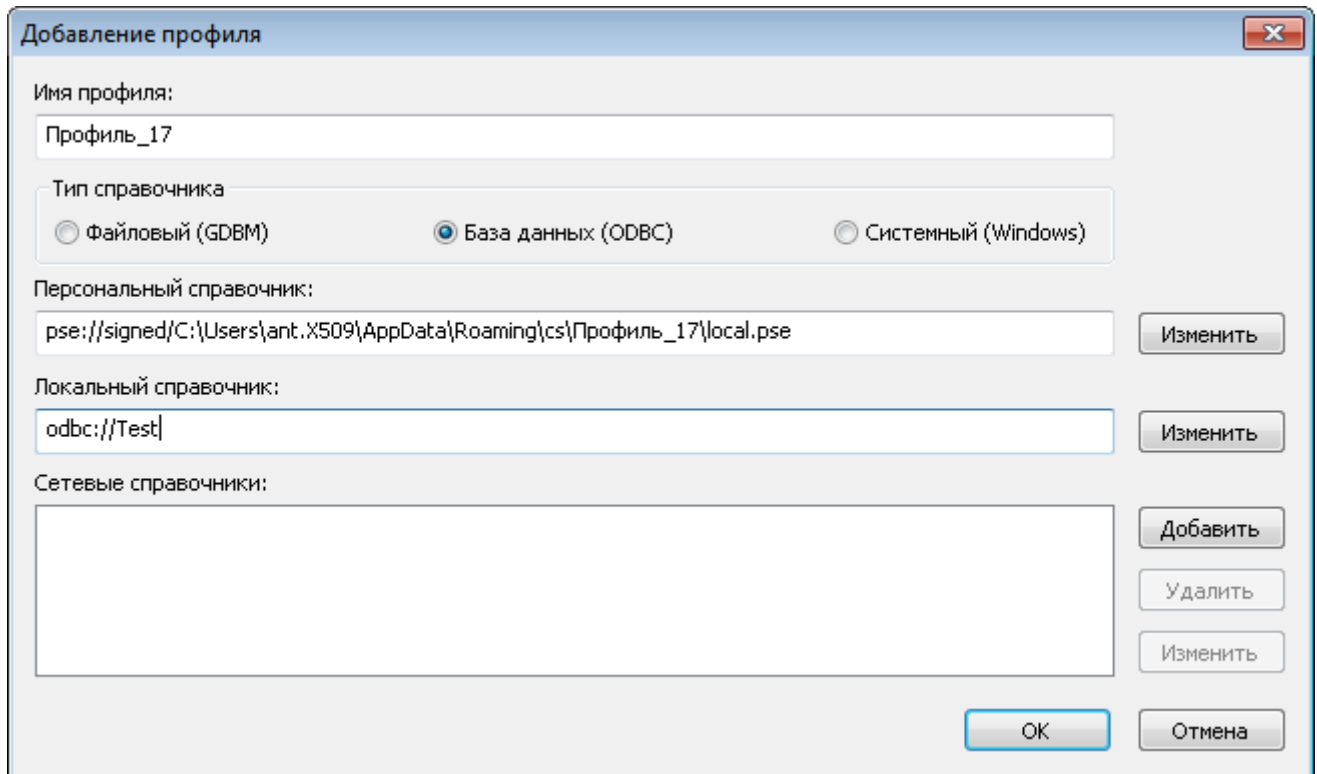 Добавление профиля
Имя профиля:
Профиль_17
Тип справочника
Файловый (GDBM) База данных (ODBC) Системный (Windows)
Персональный справочник:
pse://signed/C:\Users\ant.X509\AppData\Roaming\cs\Профиль_17\local.pse Изменить
Локальный справочник:
odbc://Test Изменить
Сетевые справочники:
Добавить
Удалить
Изменить
OK Отмена